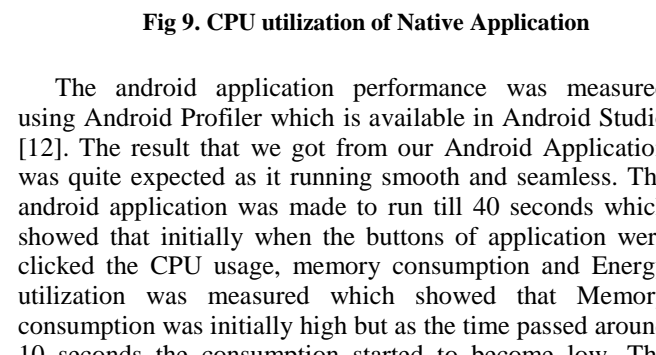 Fig 9. CPU utilization of Native Application
The android application performance was measure
using Android Profiler which is available in Android Studi
[12]. The result that we got from our Android Applicatio
was quite expected as it running smooth and seamless. Th
android application was made to run till 40 seconds whic
showed that initially when the buttons of application wer
clicked the CPU usage, memory consumption and Energ
utilization was measured which showed that Memor
consumption was initially high but as the time passed aroun
10 seconds the consumption started to become low. Th